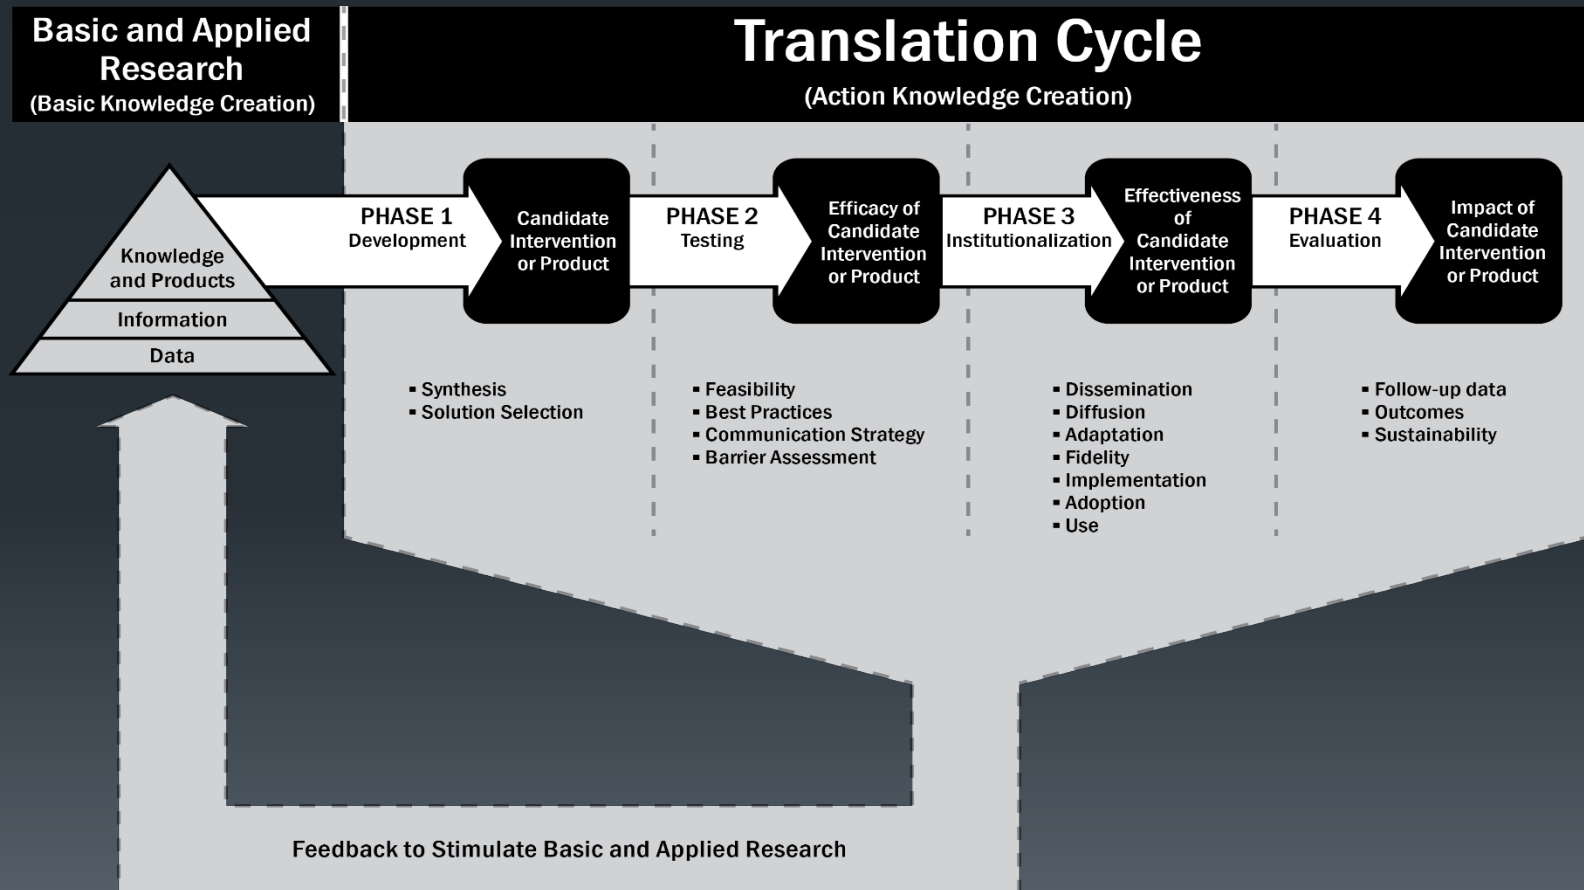 Basic and Applied
Research
(Basic Knowledge Creation)
Translation Cycle
(Action Knowledge Creation)
Knowledge
and Products
Information
Data
PHASE 1
Development
Candidate
Intervention
or Product
PHASE 2
Testing
Efficacy of
Candidate
Intervention
or Product
PHASE 3
Institutionalization
Effectiveness
of
Candidate
Intervention
or Product
PHASE 4
Evaluation
Impact of
Candidate
Intervention
or Product
▪ Synthesis
▪ Solution Selection
▪ Feasibility
▪ Best Practices
▪ Communication Strategy
▪ Barrier Assessment
▪ Dissemination
▪ Diffusion
▪ Adaptation
▪ Fidelity
▪ Implementation
▪ Adoption
▪ Use
▪ Follow-up data
▪ Outcomes
▪ Sustainability
Feedback to Stimulate Basic and Applied Research